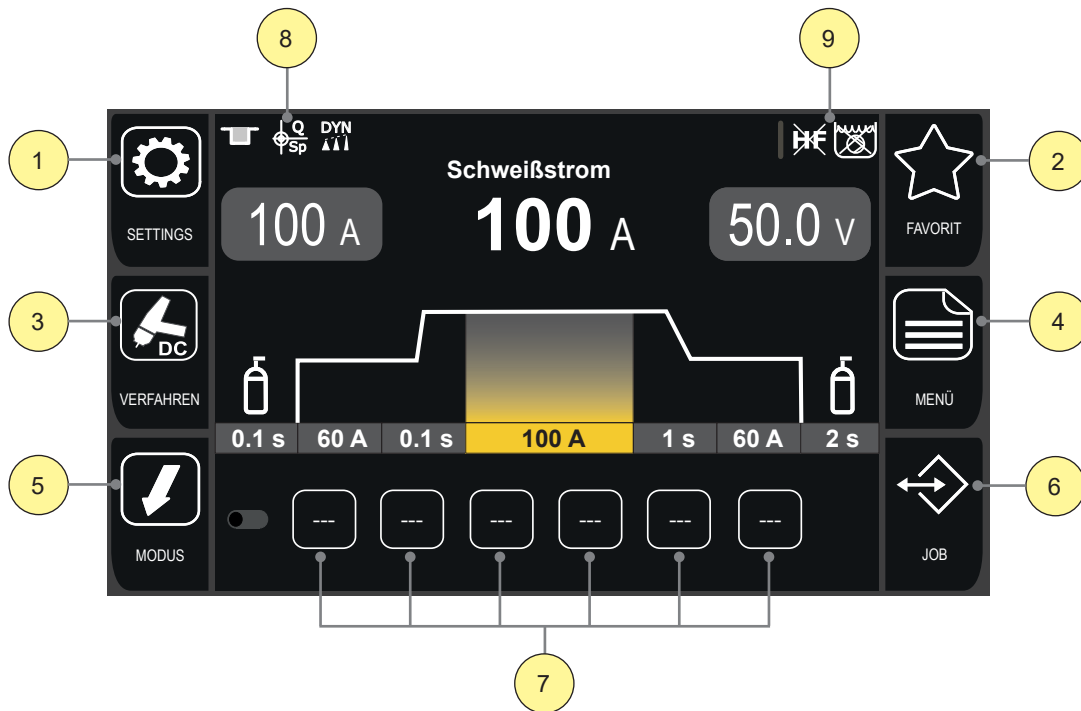 8
9
1
2
3
4
5
6
7
Q
Sp
DYN
HF
Schweißstrom
100 A
100 A
50.0 V
SETTINGS
FAVORIT
DC
VERFAHREN
MENÜ
0.1 s
60 A
0.1 s
100 A
1 s
60 A
2 s
MODUS
--- --- --- --- --- ---
JOB